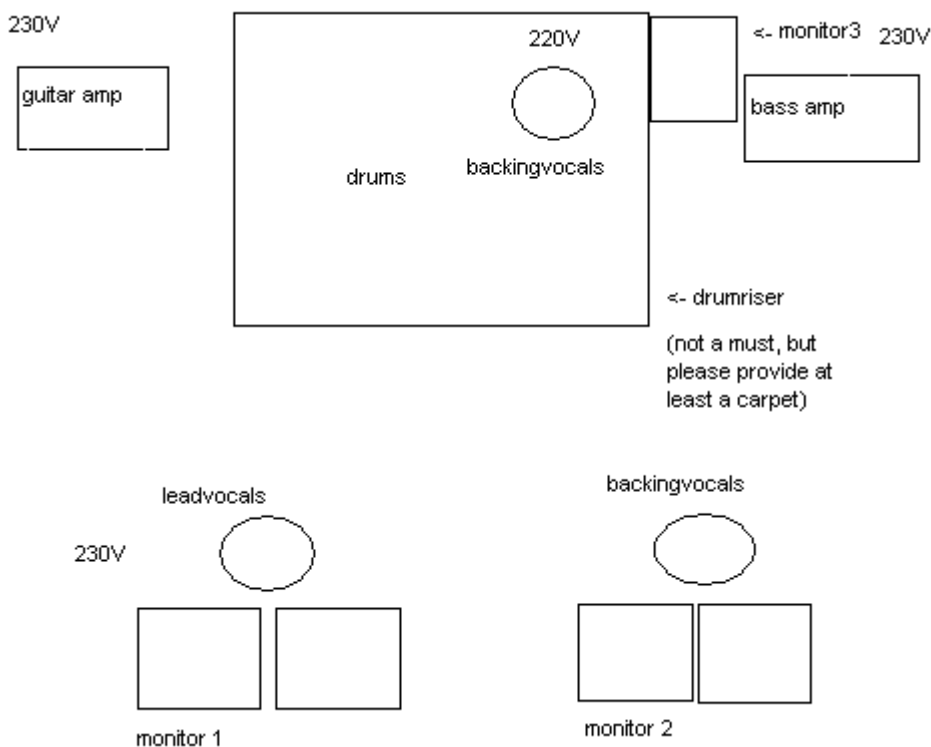 230V
220V
<- monitor3
230V
guitar amp
bass amp
drums
backingvocals
<- drumriser
(not a must, but
please provide at
least a carpet)
leadvocals
backingvocals
230V
monitor 1
monitor 2